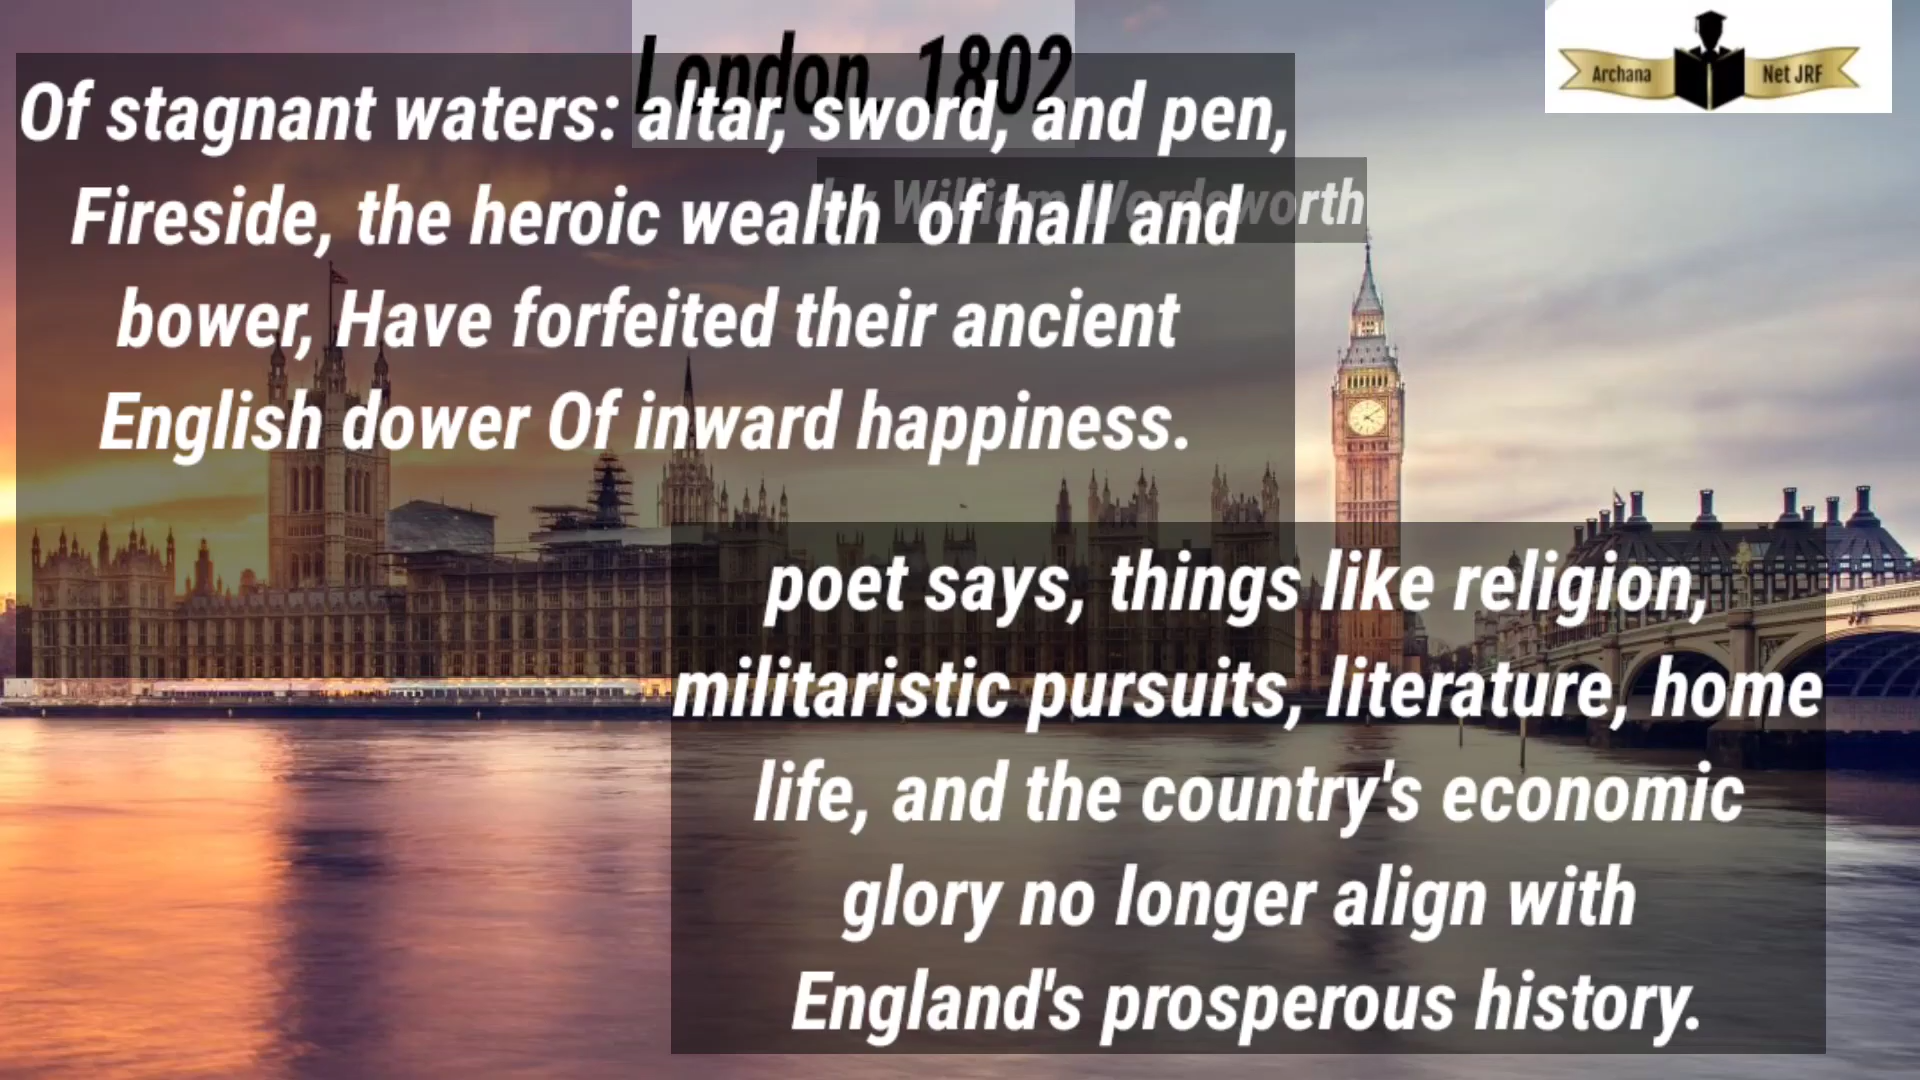 London, 1802
Archana Net JRF
by William Wordsworth
Of stagnant waters: altar, sword, and pen,
Fireside, the heroic wealth of hall and
bower, Have forfeited their ancient
English dower Of inward happiness.
poet says, things like religion,
militaristic pursuits, literature, home
life, and the country's economic
glory no longer align with
England's prosperous history.